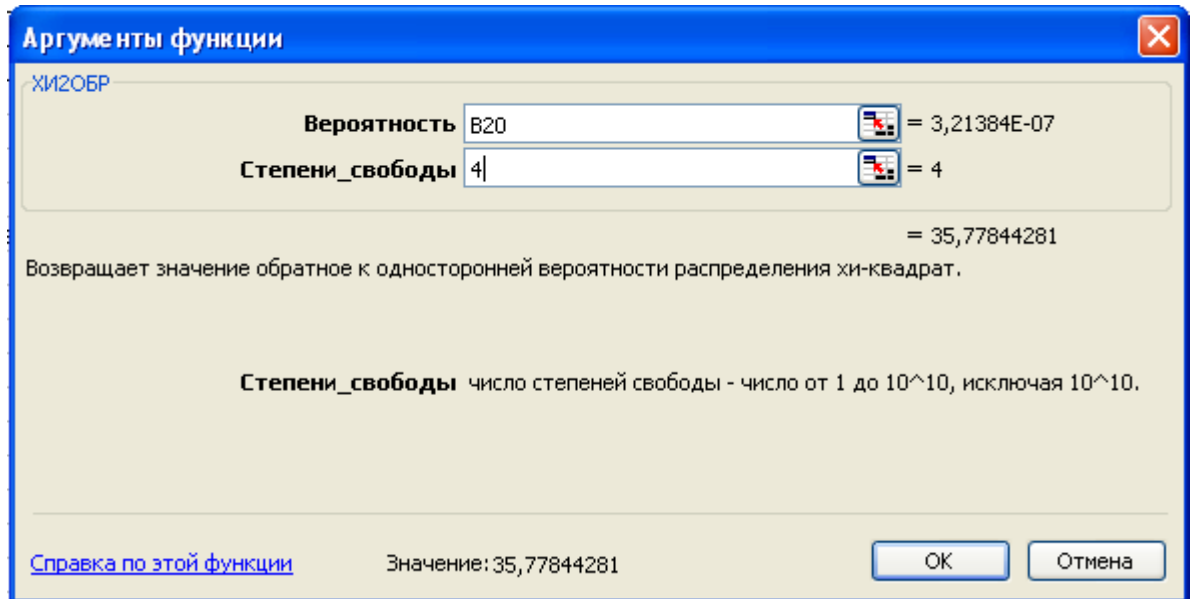 Аргументы функции
ХИ2ОБР
Вероятность B20 = 3,21384E-07
Степени_свободы 4 = 4
= 35,77844281
Возвращает значение обратное к односторонней вероятности распределения хи-квадрат.
Степени_свободы число степеней свободы - число от 1 до 10^10, исключая 10^10.
Справка по этой функции Значение: 35,77844281 ОК Отмена